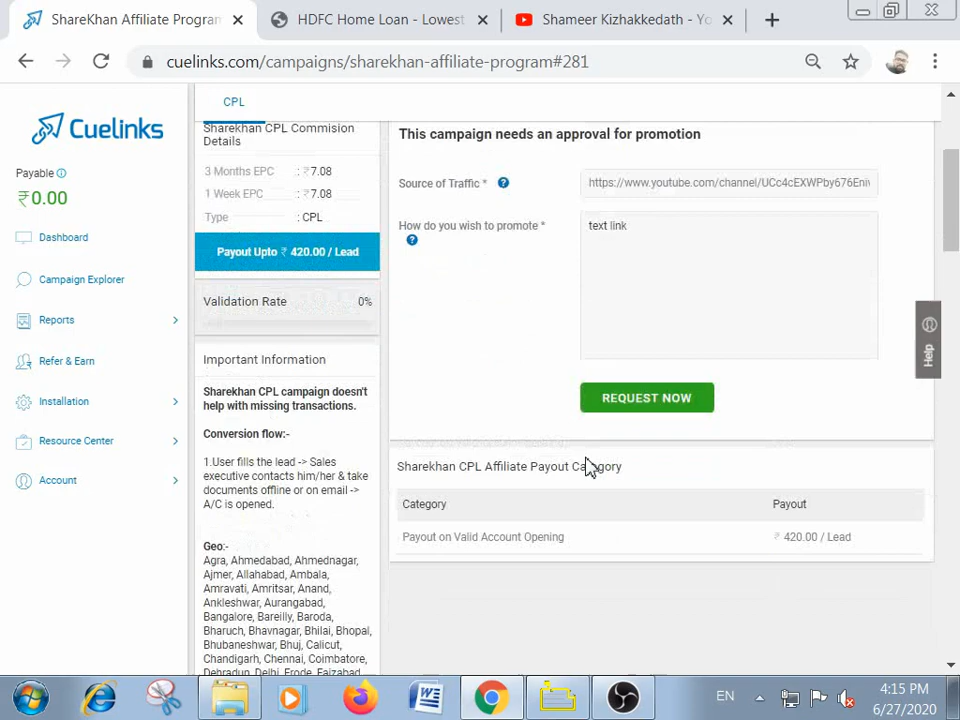 ShareKhan Affiliate Program
HDFC Home Loan - Lowest
Shameer Kizhakkedath - Yo
cuelinks.com/campaigns/sharekhan-affiliate-program#281
Cuelinks
Payable
₹0.00
Dashboard
Campaign Explorer
Reports
Refer & Earn
Installation
Resource Center
Account
CPL
Sharekhan CPL Commision
Details
3 Months EPC : ₹7.08
1 Week EPC : ₹7.08
Type : CPL
Payout Upto ₹ 420.00 / Lead
Validation Rate 0%
Important Information
Sharekhan CPL campaign doesn't
help with missing transactions.
Conversion flow:-
1.User fills the lead -> Sales
executive contacts him/her & take
documents offline or on email ->
A/C is opened.
Geo:-
Agra, Ahmedabad, Ahmednagar,
Ajmer, Allahabad, Ambala,
Amravati, Amritsar, Anand,
Ankleshwar, Aurangabad,
Bangalore, Bareilly, Baroda,
Bharuch, Bhavnagar, Bhilai, Bhopal,
Bhubaneshwar, Bhuj, Calicut,
Chandigarh, Chennai, Coimbatore,
Dehradun, Delhi, Erode, Faizabad,
This campaign needs an approval for promotion
Source of Traffic *
https://www.youtube.com/channel/UCc4cEXWPby676Eni
How do you wish to promote *
text link
REQUEST NOW
Sharekhan CPL Affiliate Payout Category
Category Payout
Payout on Valid Account Opening ₹ 420.00 / Lead
Help
EN
4:15 PM
6/27/2020